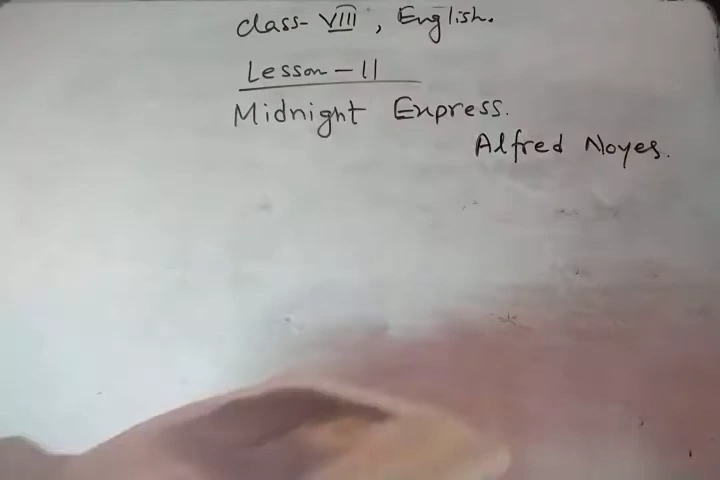 Class- VIII, English.
Lesson - 11
Midnight Express.
Alfred Noyes.